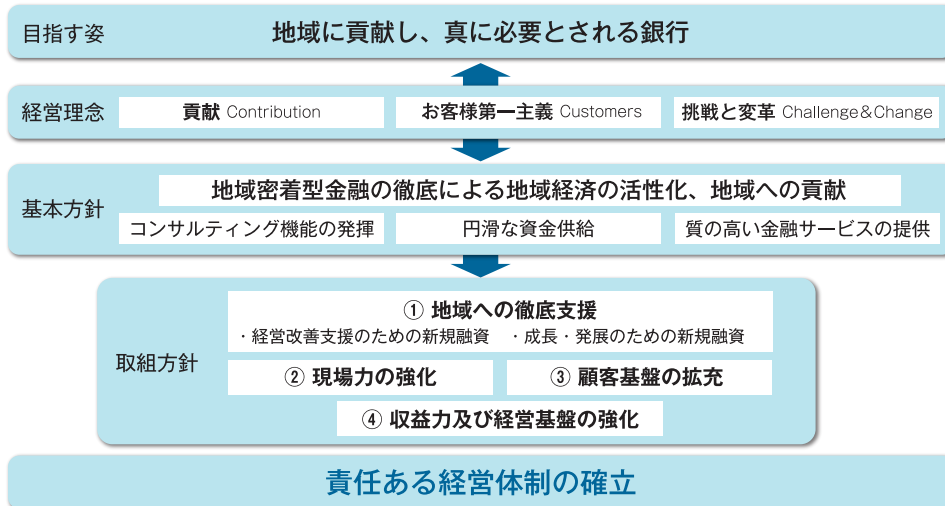 目指す姿
地域に貢献し、真に必要とされる銀行
経営理念
貢献 Contribution
お客様第一主義 Customers
挑戦と変革 Challenge&Change
基本方針
地域密着型金融の徹底による地域経済の活性化、地域への貢献
コンサルティング機能の発揮
円滑な資金供給
質の高い金融サービスの提供
取組方針
① 地域への徹底支援
・経営改善支援のための新規融資 ・成長・発展のための新規融資
② 現場力の強化
③ 顧客基盤の拡充
④ 収益力及び経営基盤の強化
責任ある経営体制の確立